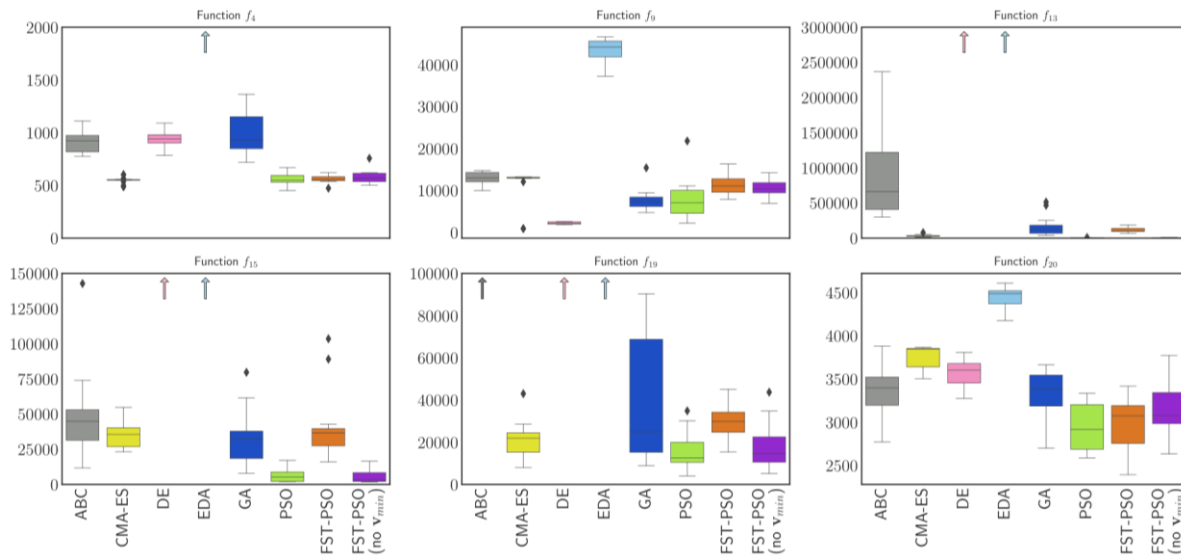 Function f4
2000
1500
1000
500
0
Function f9
40000
30000
20000
10000
0
Function f13
3000000
2500000
2000000
1500000
1000000
500000
0
Function f15
150000
125000
100000
75000
50000
25000
0
ABC
CMA-ES
DE
EDA
GA
PSO
FST-PSO
FST-PSO
(no vmin)
Function f19
100000
80000
60000
40000
20000
0
ABC
CMA-ES
DE
EDA
GA
PSO
FST-PSO
FST-PSO
(no vmin)
Function f20
4500
4000
3500
3000
2500
ABC
CMA-ES
DE
EDA
GA
PSO
FST-PSO
FST-PSO
(no vmin)